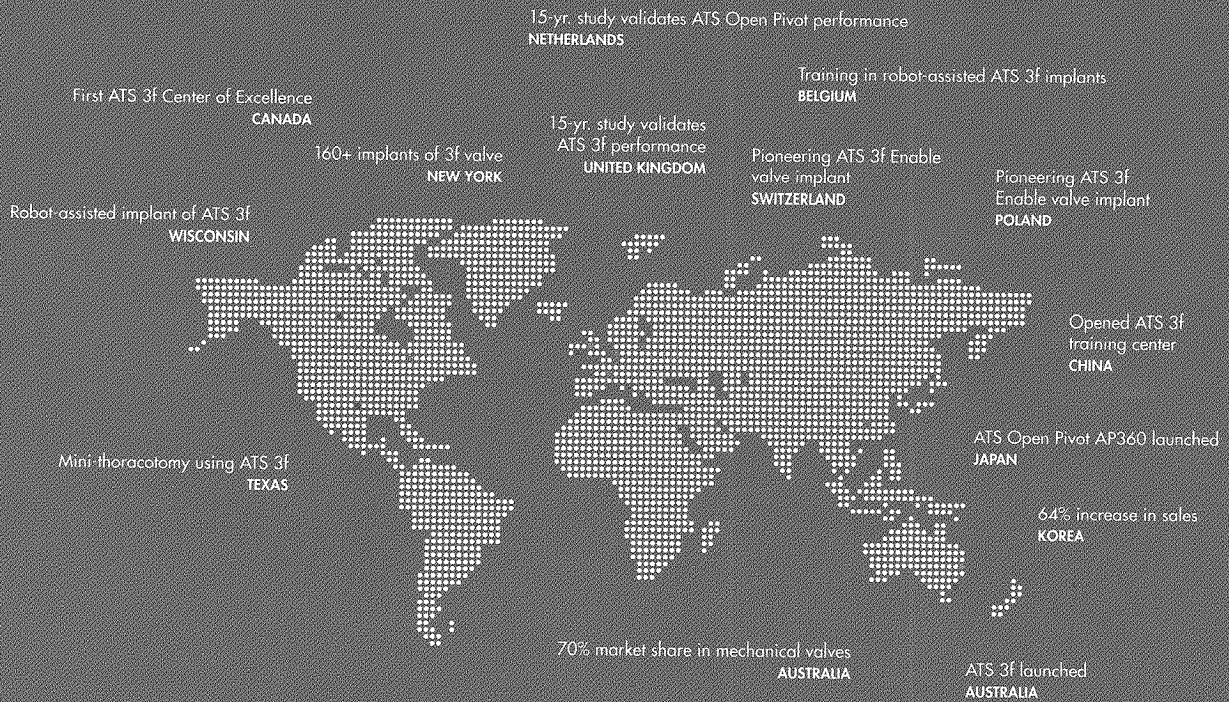 15-yr. study validates ATS Open Pivot performance
NETHERLANDS
Training in robot-assisted ATS 3f implants
BELGIUM
First ATS 3f Center of Excellence
CANADA
15-yr. study validates
ATS 3f performance
UNITED KINGDOM
160+ implants of 3f valve
NEW YORK
Pioneering ATS 3f Enable
valve implant
SWITZERLAND
Pioneering ATS 3f
Enable valve implant
POLAND
Robot-assisted implant of ATS 3f
WISCONSIN
Opened ATS 3f
training center
CHINA
ATS Open Pivot AP360 launched
JAPAN
Mini-thoracotomy using ATS 3f
TEXAS
64% increase in sales
KOREA
70% market share in mechanical valves
AUSTRALIA
ATS 3f launched
AUSTRALIA